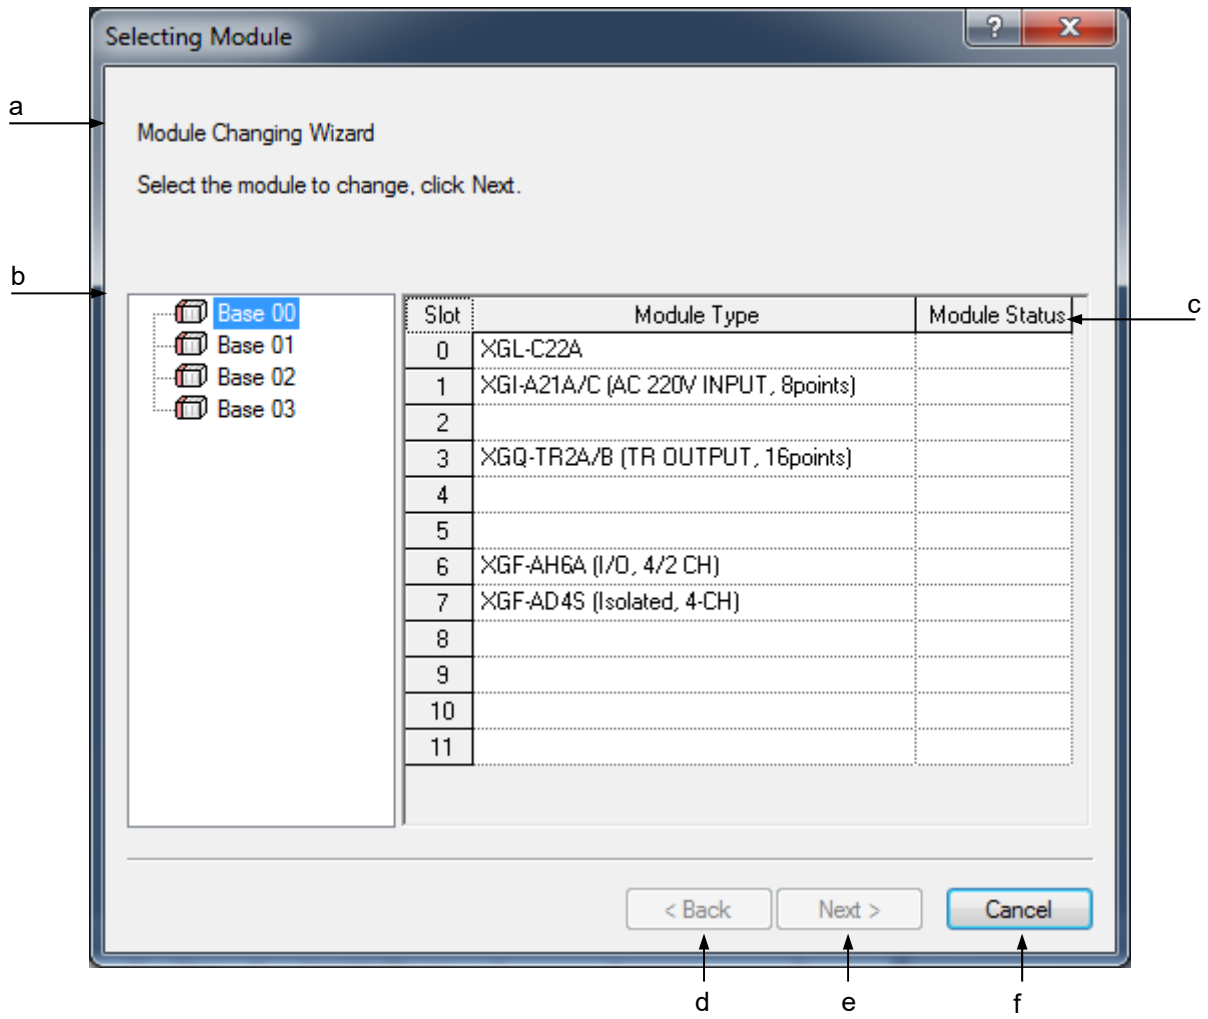 Selecting Module
?
X
a
Module Changing Wizard
Select the module to change, click Next.
b
c
Base 00
Base 01
Base 02
Base 03
Slot Module Type Module Status
0 XGL-C22A
1 XGI-A21A/C (AC 220V INPUT, 8points)
2
3 XGQ-TR2A/B (TR OUTPUT, 16points)
4
5
6 XGF-AH6A (I/O, 4/2 CH)
7 XGF-AD4S (Isolated, 4-CH)
8
9
10
11
< Back Next > Cancel
d e f